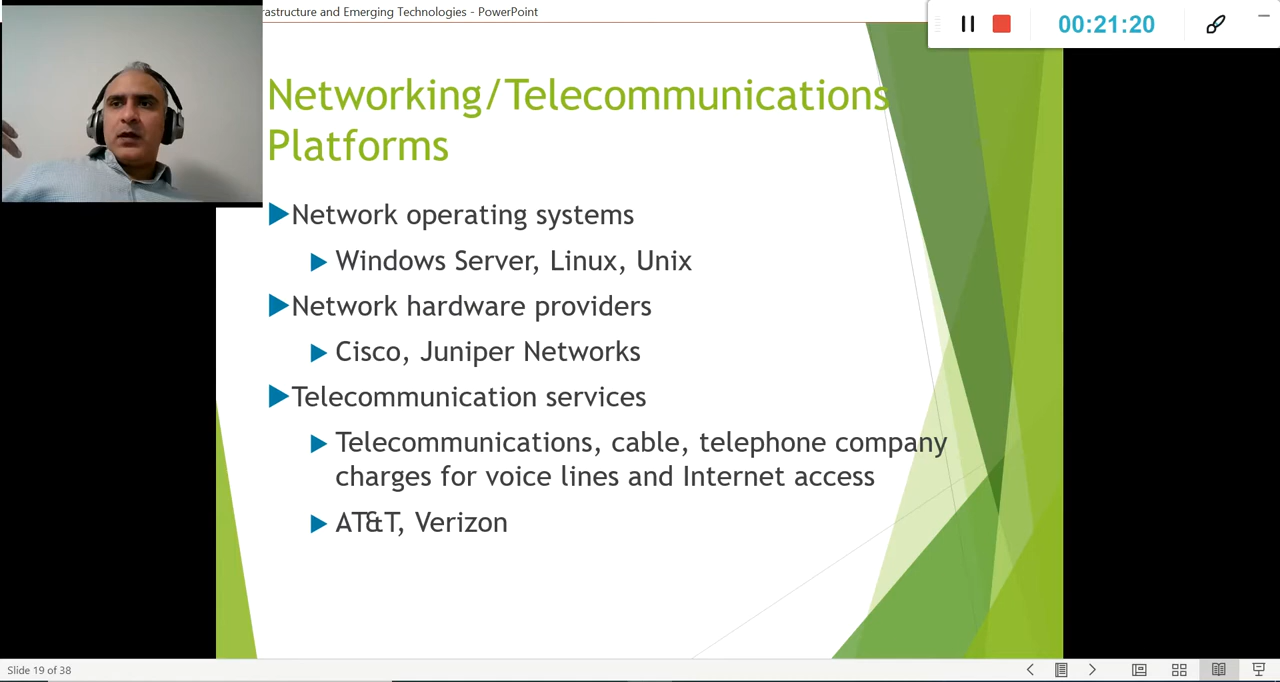 rastructure and Emerging Technologies - PowerPoint
00:21:20
Networking/Telecommunications
Platforms
Network operating systems
Windows Server, Linux, Unix
Network hardware providers
Cisco, Juniper Networks
Telecommunication services
Telecommunications, cable, telephone company
charges for voice lines and Internet access
AT&T, Verizon
Slide 19 of 38